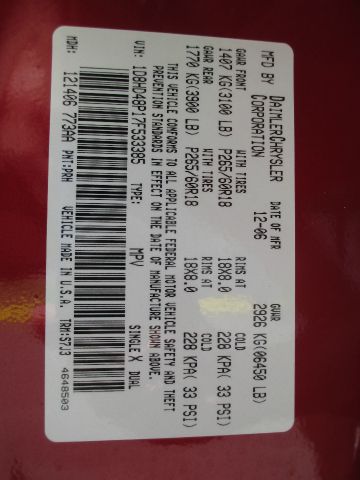 MFD BY DAIMLERCHRYSLER CORPORATION DATE OF MFR 12-06 GVWR 2926 KG(06450 LB)
GAWR FRONT WITH TIRES RIMS AT COLD
1407 KG(3100 LB) P265/60R18 18X8.0 228 KPA( 33 PSI)
GAWR REAR WITH TIRES RIMS AT COLD
1770 KG(3900 LB) P265/60R18 18X8.0 228 KPA( 33 PSI)
THIS VEHICLE CONFORMS TO ALL APPLICABLE FEDERAL MOTOR VEHICLE SAFETY AND THEFT
PREVENTION STANDARDS IN EFFECT ON THE DATE OF MANUFACTURE SHOWN ABOVE.
VIN: 1D8HD48P17F533385 TYPE: MPV SINGLE X DUAL
MDH: 121406 773AA PNT:PRH VEHICLE MADE IN U.S.A. TRM:S7J3 4648503